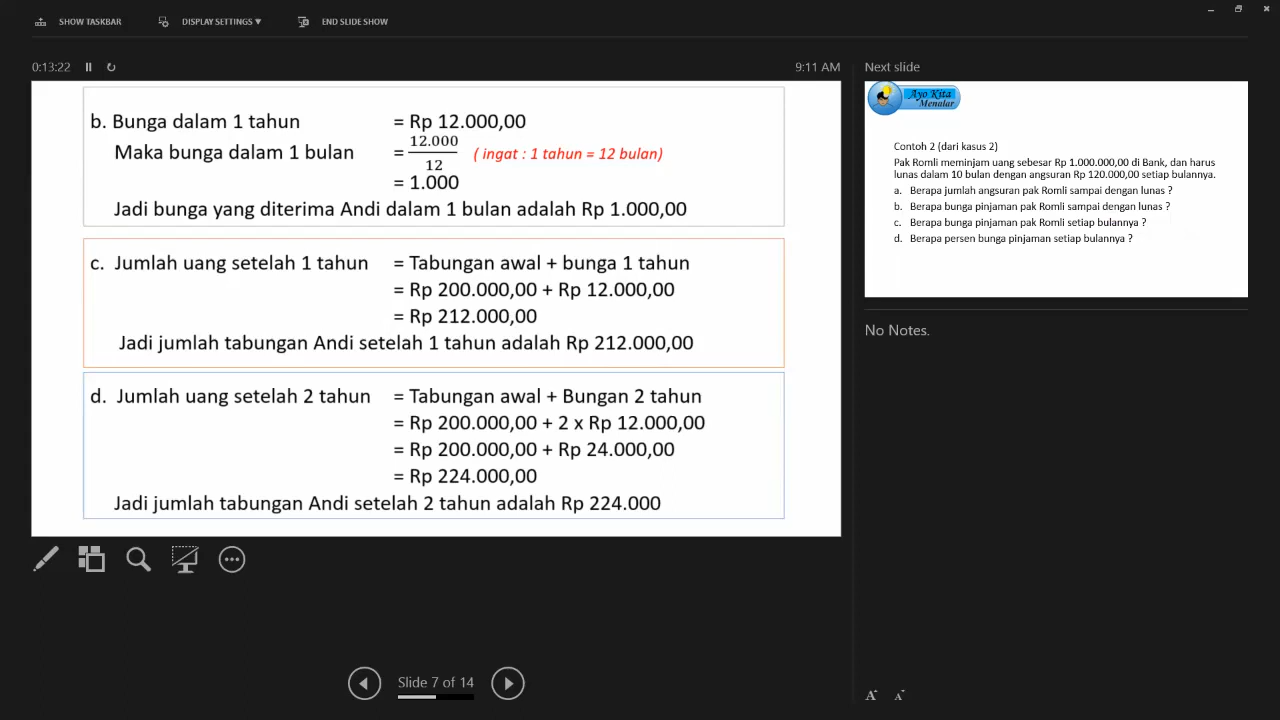 SHOW TASKBAR DISPLAY SETTINGS ▼ END SLIDE SHOW
0:13:22 9:11 AM
b. Bunga dalam 1 tahun = Rp 12.000,00
Maka bunga dalam 1 bulan = 12.000/12 ( ingat : 1 tahun = 12 bulan)
= 1.000
Jadi bunga yang diterima Andi dalam 1 bulan adalah Rp 1.000,00
c. Jumlah uang setelah 1 tahun = Tabungan awal + bunga 1 tahun
= Rp 200.000,00 + Rp 12.000,00
= Rp 212.000,00
Jadi jumlah tabungan Andi setelah 1 tahun adalah Rp 212.000,00
d. Jumlah uang setelah 2 tahun = Tabungan awal + Bungan 2 tahun
= Rp 200.000,00 + 2 x Rp 12.000,00
= Rp 200.000,00 + Rp 24.000,00
= Rp 224.000,00
Jadi jumlah tabungan Andi setelah 2 tahun adalah Rp 224.000
Slide 7 of 14
Next slide
Ayo Kita
Menalar
Contoh 2 (dari kasus 2)
Pak Romli meminjam uang sebesar Rp 1.000.000,00 di Bank, dan harus
lunas dalam 10 bulan dengan angsuran Rp 120.000,00 setiap bulannya.
a. Berapa jumlah angsuran pak Romli sampai dengan lunas ?
b. Berapa bunga pinjaman pak Romli sampai dengan lunas ?
c. Berapa bunga pinjaman pak Romli setiap bulannya ?
d. Berapa persen bunga pinjaman setiap bulannya ?
No Notes.
A A